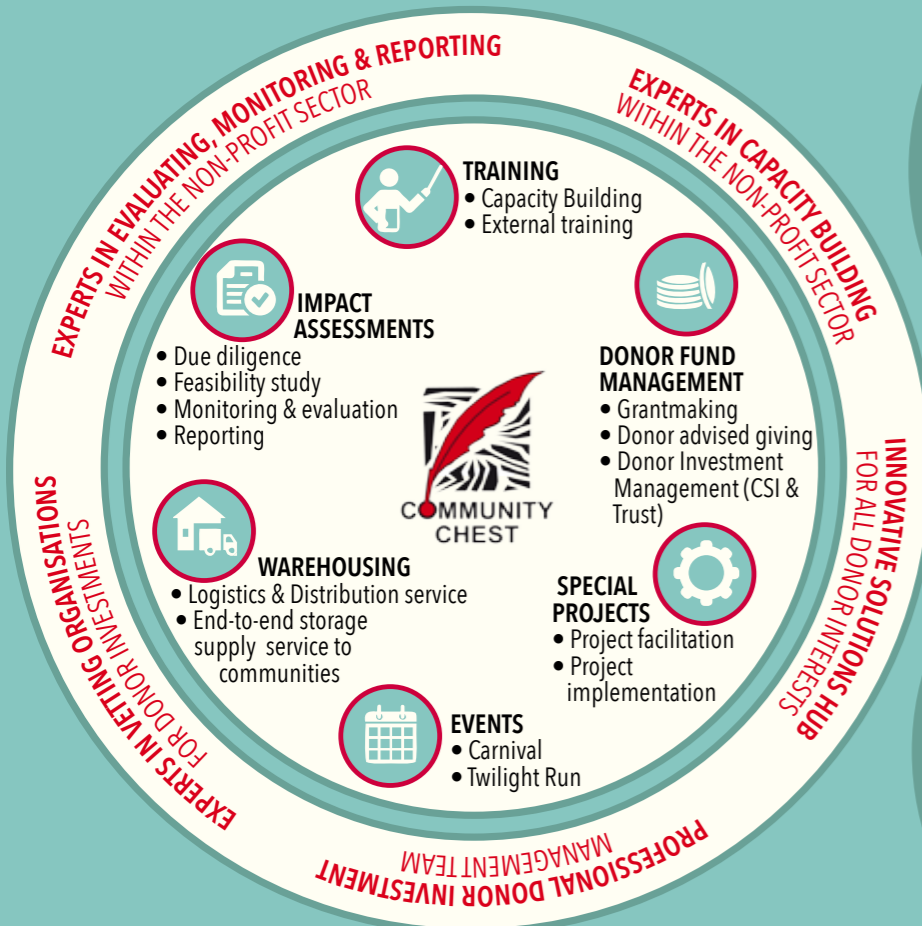 EXPERTS IN EVALUATING, MONITORING & REPORTING
WITHIN THE NON-PROFIT SECTOR
EXPERTS IN CAPACITY BUILDING
WITHIN THE NON-PROFIT SECTOR
INNOVATIVE SOLUTIONS HUB
FOR ALL DONOR INTERESTS
PROFESSIONAL DONOR INVESTMENT
MANAGEMENT TEAM
EXPERTS IN VETTING ORGANISATIONS
FOR DONOR INVESTMENTS
TRAINING
• Capacity Building
• External training
DONOR FUND
MANAGEMENT
• Grantmaking
• Donor advised giving
• Donor Investment
Management (CSI &
Trust)
SPECIAL
PROJECTS
• Project facilitation
• Project
implementation
EVENTS
• Carnival
• Twilight Run
WAREHOUSING
• Logistics & Distribution service
• End-to-end storage
supply service to
communities
IMPACT
ASSESSMENTS
• Due diligence
• Feasibility study
• Monitoring & evaluation
• Reporting
COMMUNITY
CHEST